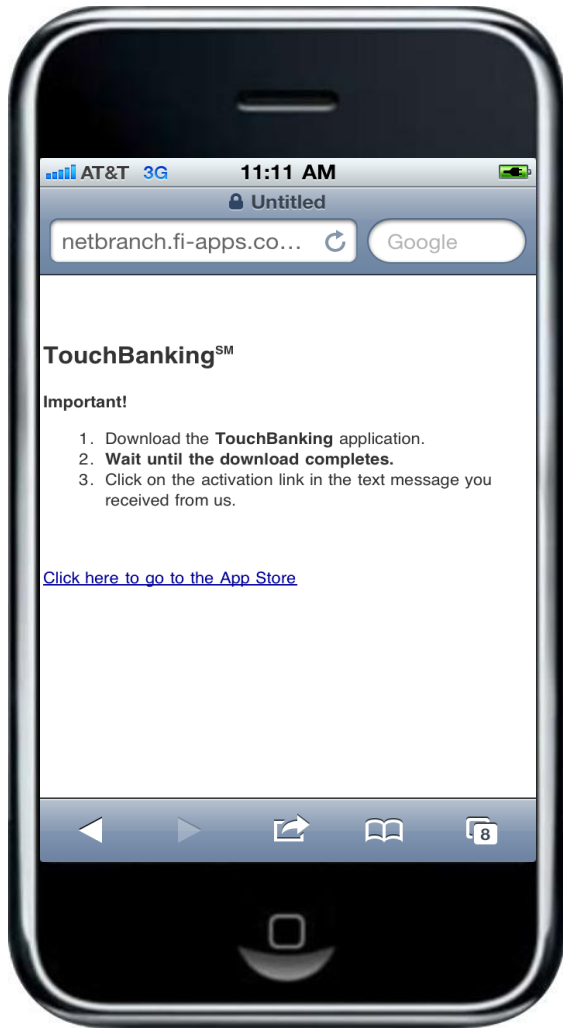 AT&T 3G 11:11 AM
Untitled
netbranch.fi-apps.co... Google
TouchBanking℠
Important!
1. Download the TouchBanking application.
2. Wait until the download completes.
3. Click on the activation link in the text message you
received from us.
Click here to go to the App Store
8